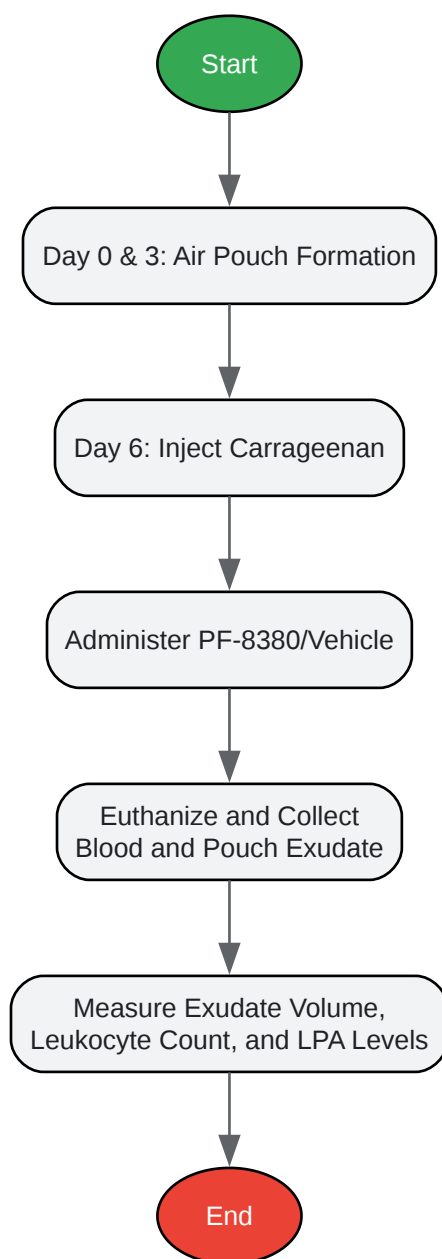 Start
Day 0 & 3: Air Pouch Formation
Day 6: Inject Carrageenan
Administer PF-8380/Vehicle
Euthanize and Collect
Blood and Pouch Exudate
Measure Exudate Volume,
Leukocyte Count, and LPA Levels
End